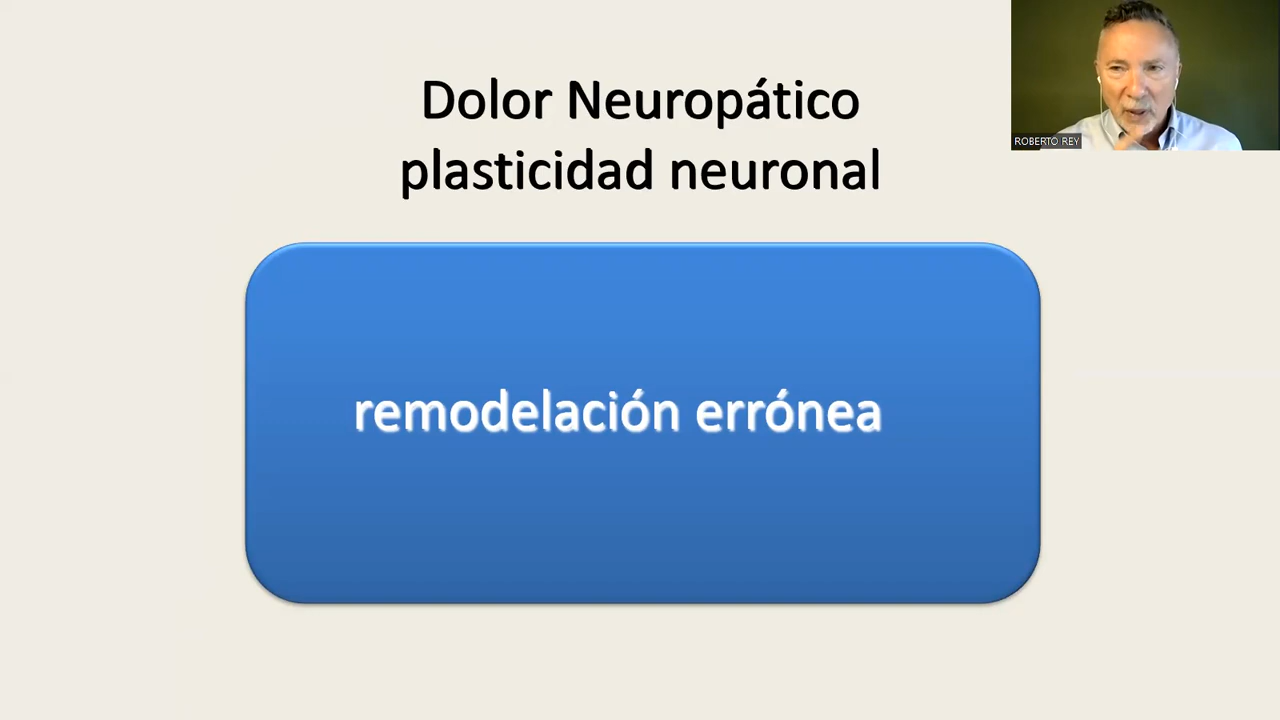 Dolor Neuropático
plasticidad neuronal
ROBERTO REY
remodelación errónea